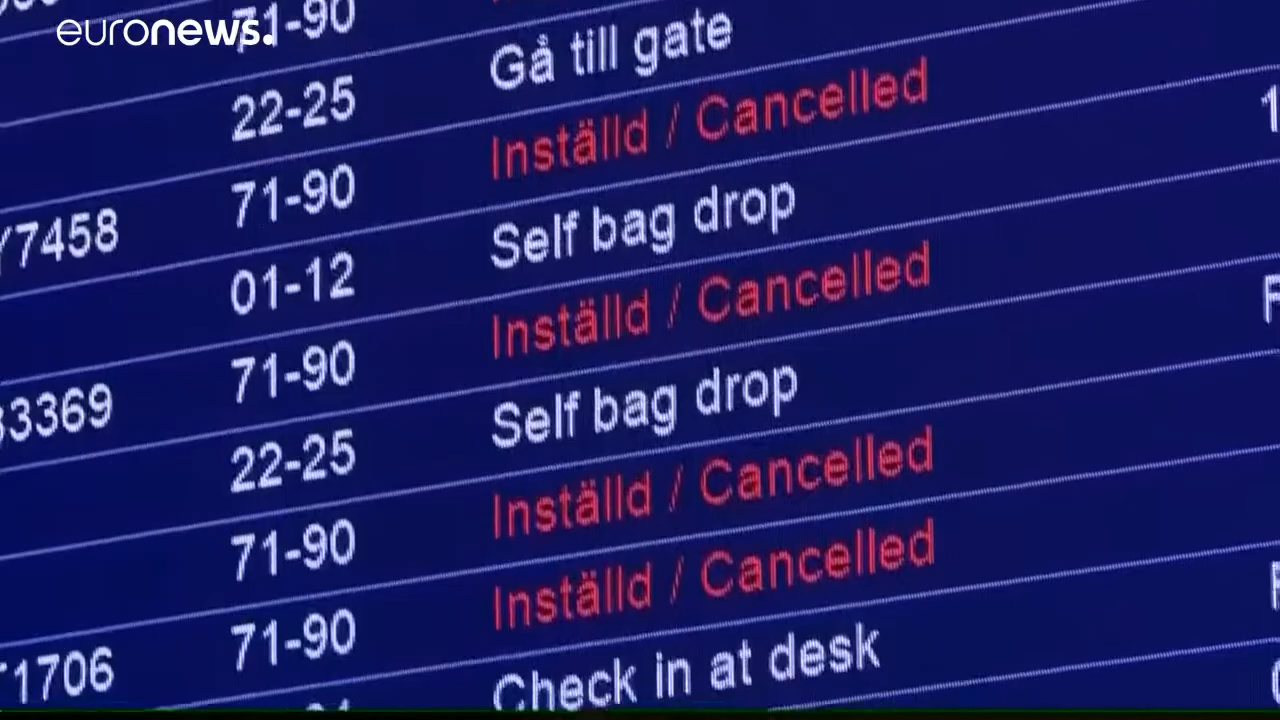 euronews.
71-90
22-25 Gå till gate
7458 71-90 Inställd / Cancelled
01-12 Self bag drop
3369 71-90 Inställd / Cancelled
22-25 Self bag drop
71-90 Inställd / Cancelled
1706 71-90 Inställd / Cancelled
Check in at desk